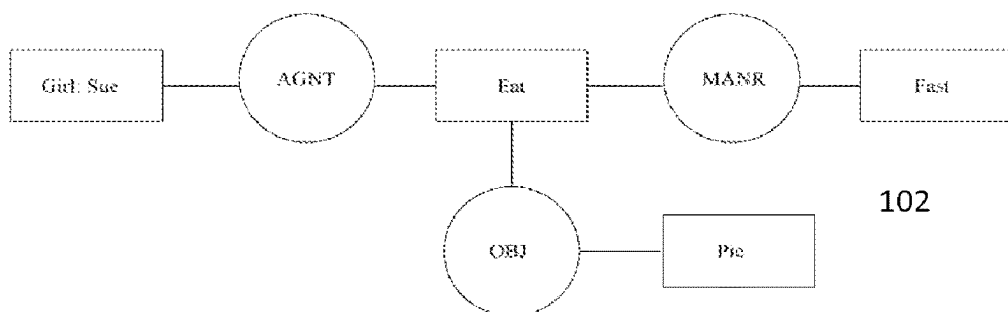 Girl: Sue
AGNT
Eat
MANR
Fast
102
OBJ
Pie